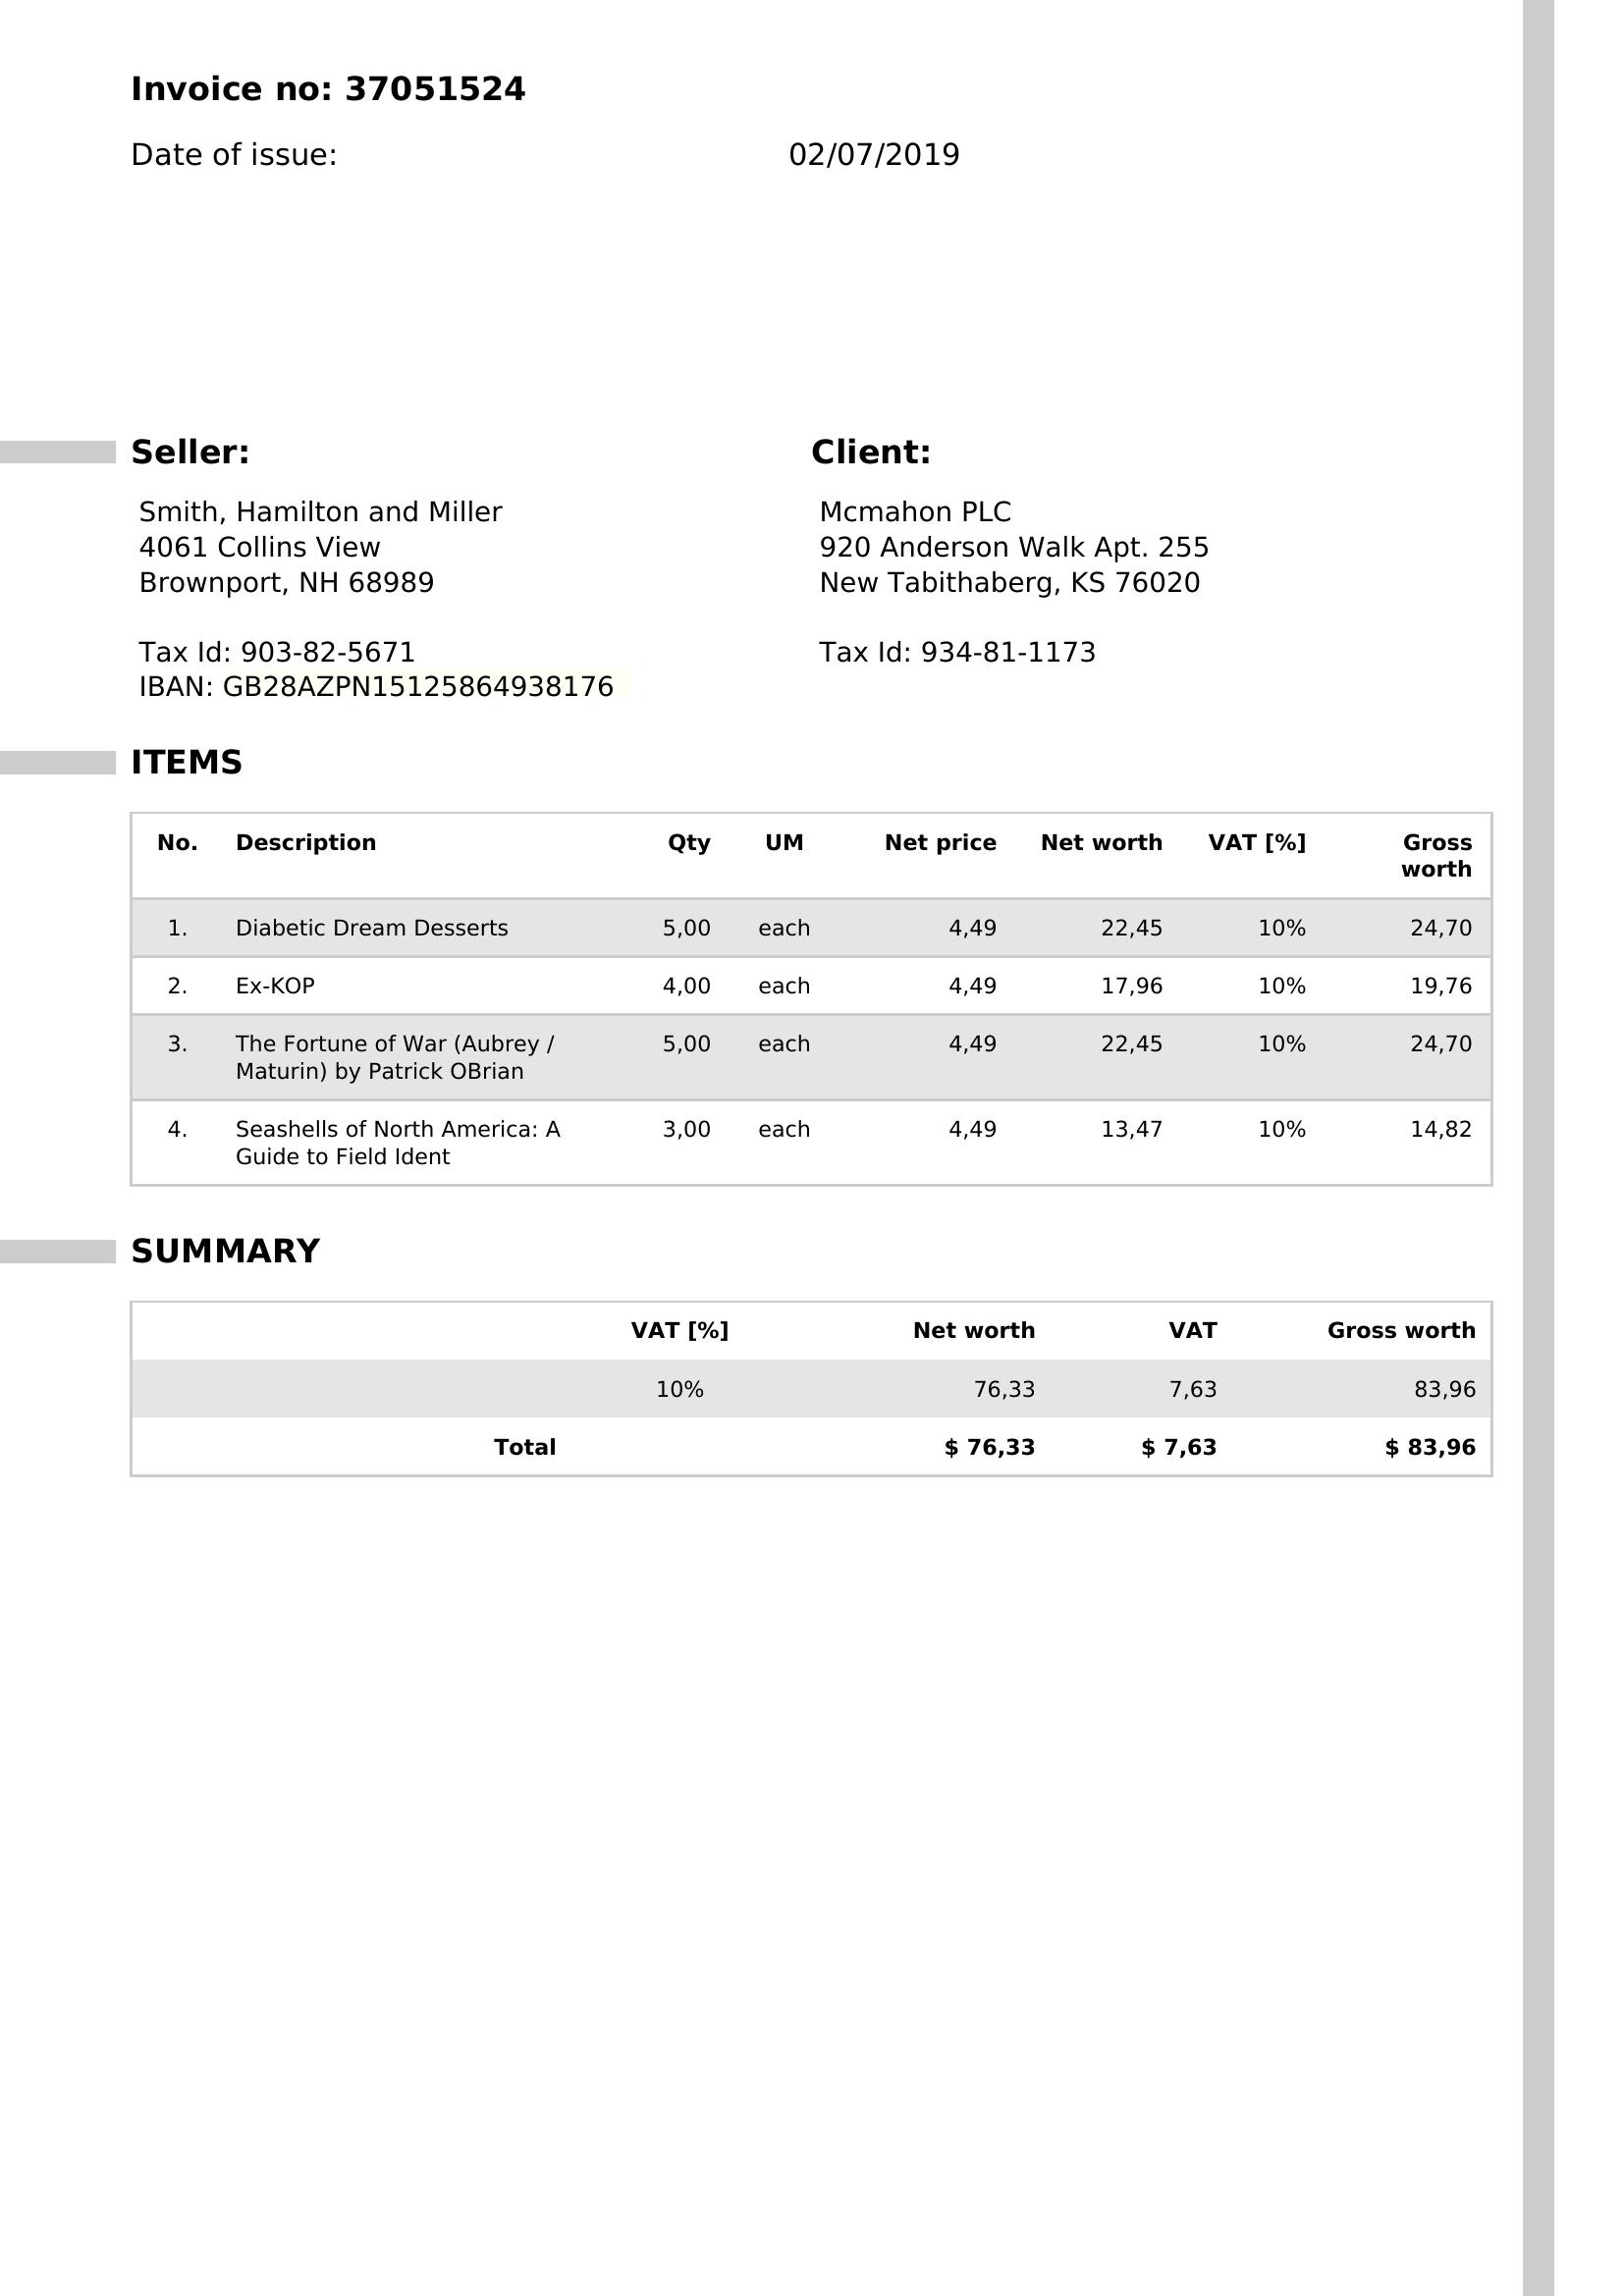 Invoice no: 37051524
Date of issue: 02/07/2019
Seller:
Smith, Hamilton and Miller
4061 Collins View
Brownport, NH 68989
Tax Id: 903-82-5671
IBAN: GB28AZPN15125864938176
Client:
Mcmahon PLC
920 Anderson Walk Apt. 255
New Tabithaberg, KS 76020
Tax Id: 934-81-1173
ITEMS
No. Description Qty UM Net price Net worth VAT [%] Gross
worth
1. Diabetic Dream Desserts 5,00 each 4,49 22,45 10% 24,70
2. Ex-KOP 4,00 each 4,49 17,96 10% 19,76
3. The Fortune of War (Aubrey / 5,00 each 4,49 22,45 10% 24,70
Maturin) by Patrick OBrian
4. Seashells of North America: A 3,00 each 4,49 13,47 10% 14,82
Guide to Field Ident
SUMMARY
VAT [%] Net worth VAT Gross worth
10% 76,33 7,63 83,96
Total $ 76,33 $ 7,63 $ 83,96